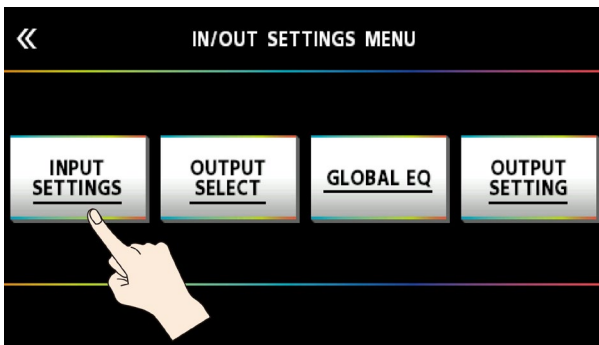 IN/OUT SETTINGS MENU
INPUT
SETTINGS
OUTPUT
SELECT
GLOBAL EQ
OUTPUT
SETTING